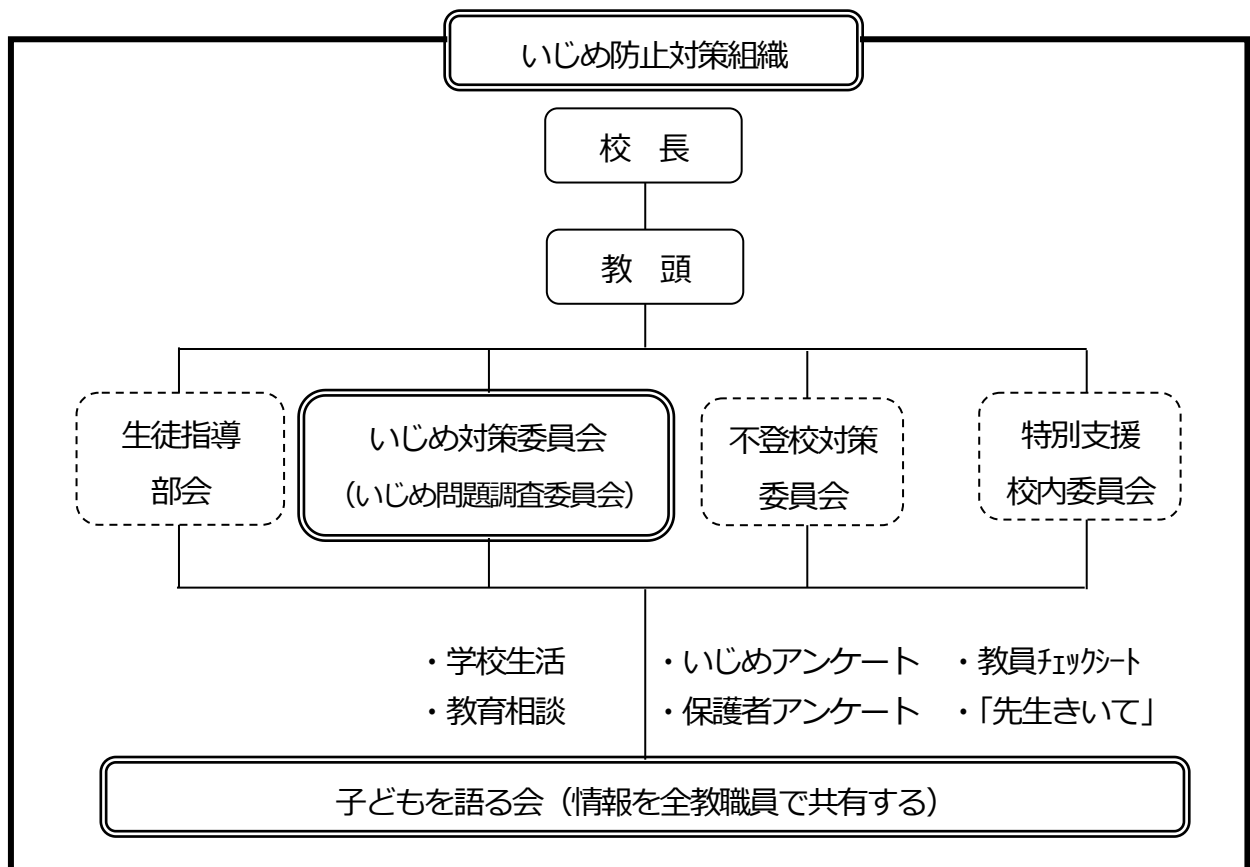 いじめ防止対策組織
校　長
教　頭
生徒指導
部会
いじめ対策委員会
（いじめ問題調査委員会）
不登校対策
委員会
特別支援
校内委員会
・学校生活　・いじめアンケート　・教員ﾁｪｯｸｼｰﾄ
・教育相談　・保護者アンケート　・「先生きいて」
子どもを語る会（情報を全教職員で共有する）